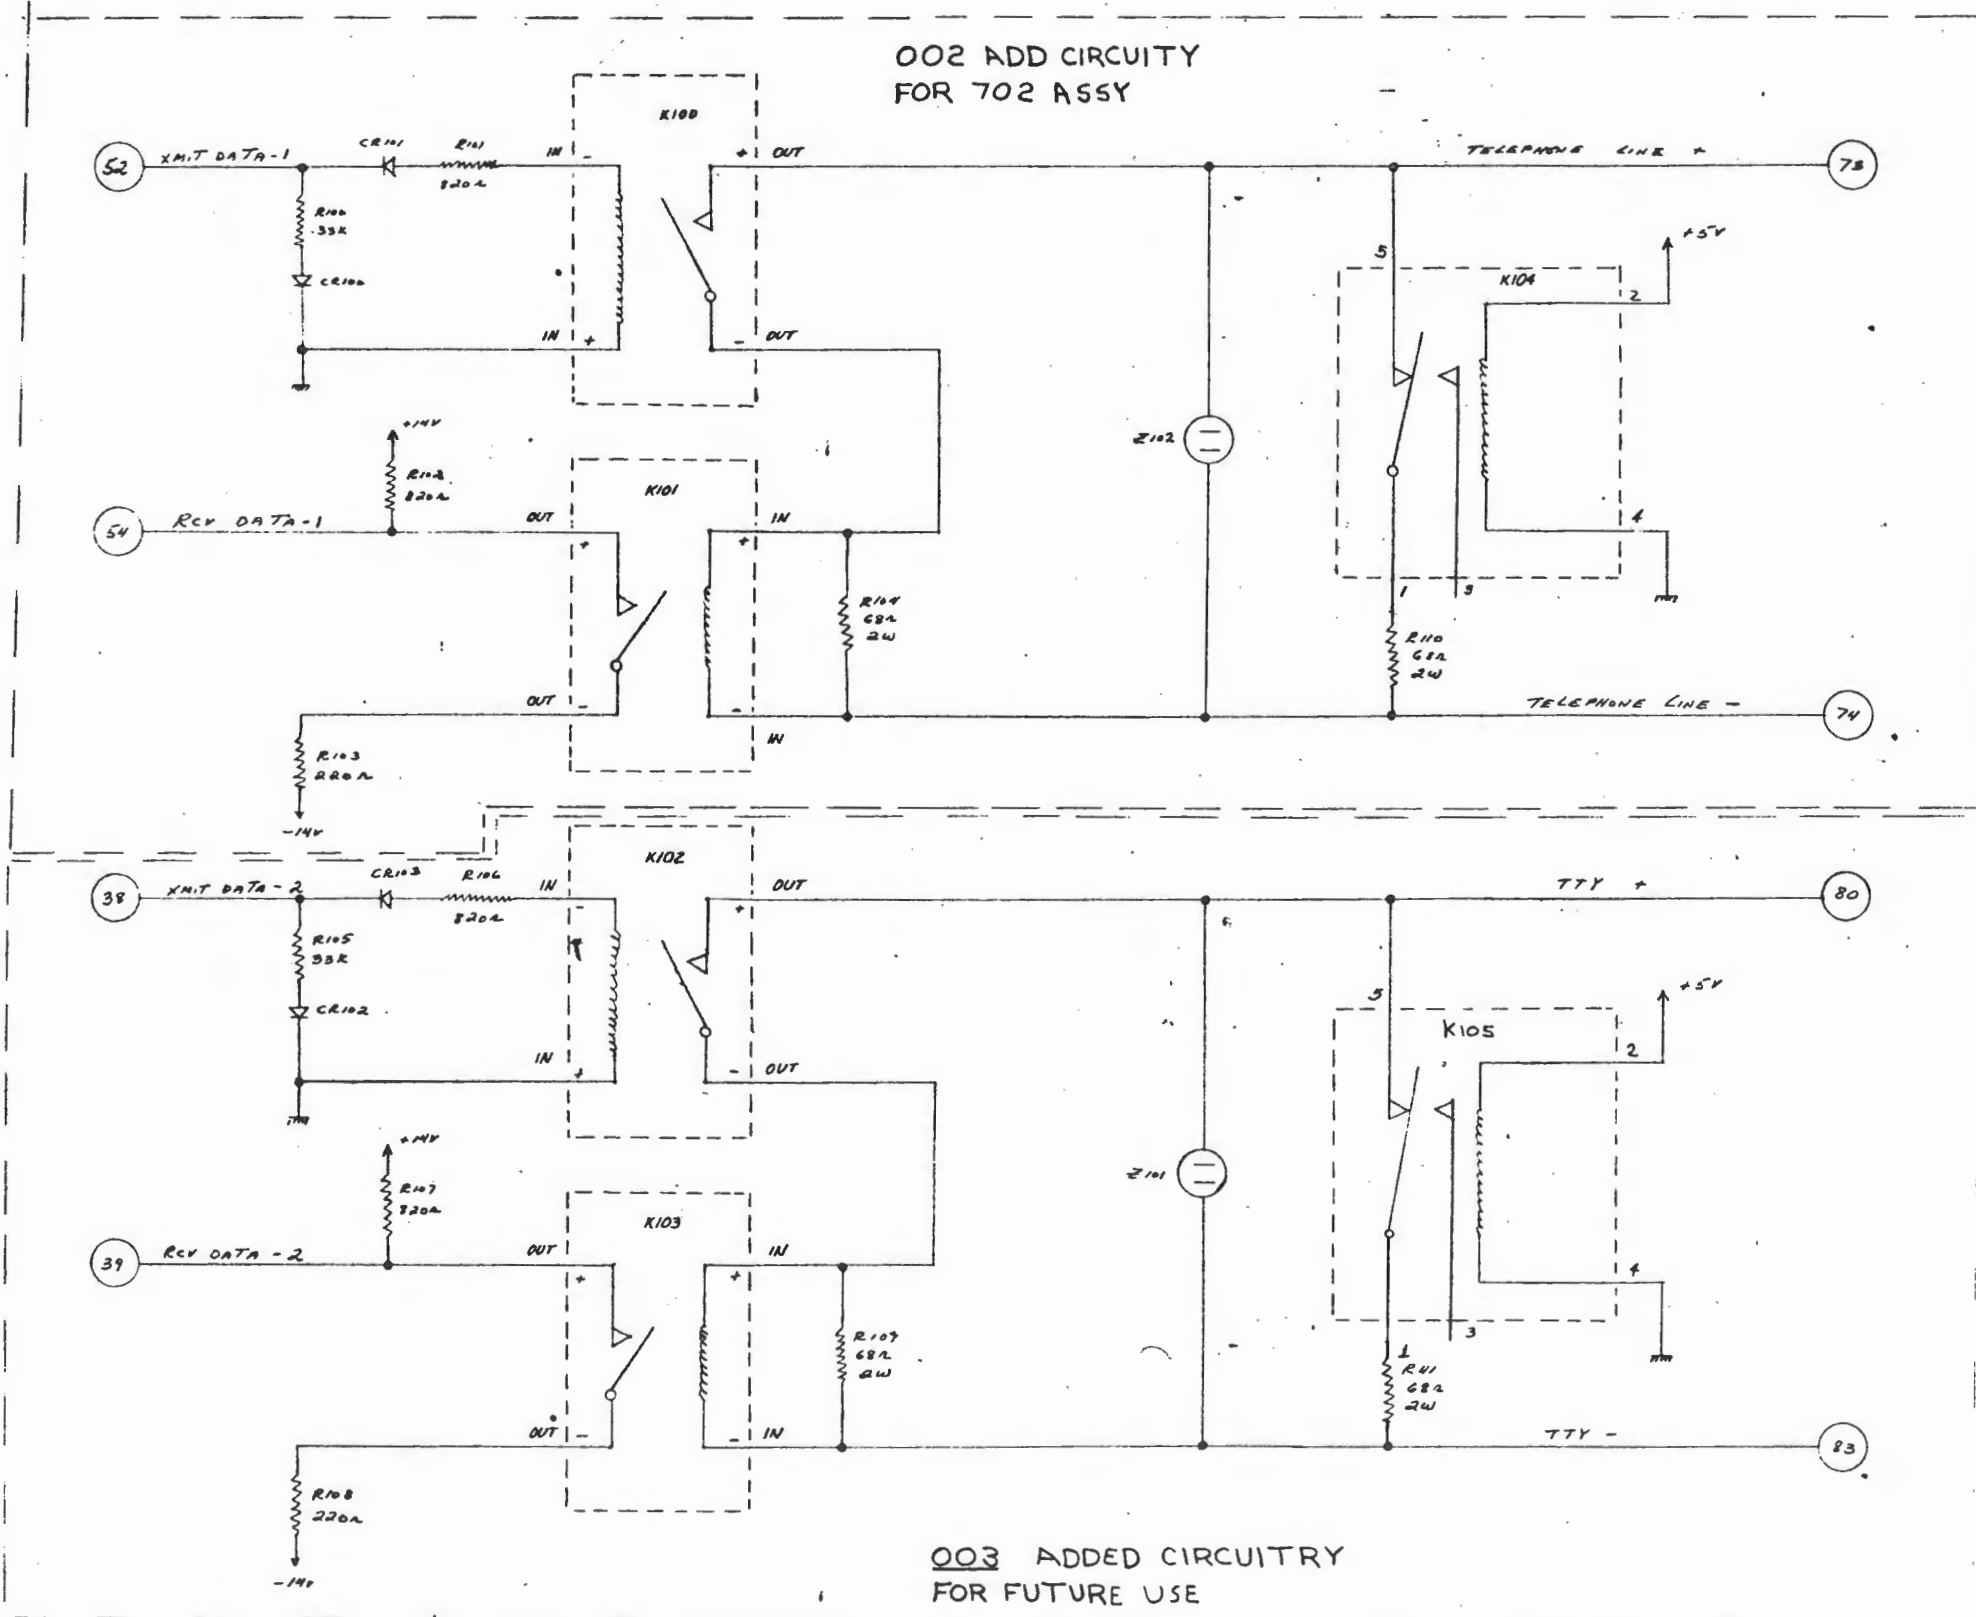 002 ADD CIRCUITY
FOR 702 ASSY
K100
52
XMIT DATA-1
CR101
R101
820Ω
IN
-
+
OUT
TELEPHONE LINE +
73
R100
33K
CR100
IN
+
-
OUT
5
K104
+5V
2
+14V
R102
820Ω
K101
Z102
54
RCV DATA-1
OUT
+
IN
+
4
R104
68Ω
2W
1
3
R110
68Ω
2W
OUT
-
-
IN
TELEPHONE LINE -
74
R103
220Ω
-14V
K102
38
XMIT DATA-2
CR103
R106
820Ω
IN
-
+
OUT
TTY +
80
R105
33K
CR102
IN
+
-
OUT
5
K105
+5V
2
+14V
R107
820Ω
K103
Z101
39
RCV DATA-2
OUT
+
IN
+
4
R109
68Ω
2W
1
3
R111
68Ω
2W
OUT
-
-
IN
TTY -
83
R108
220Ω
-14V
003 ADDED CIRCUITRY
FOR FUTURE USE